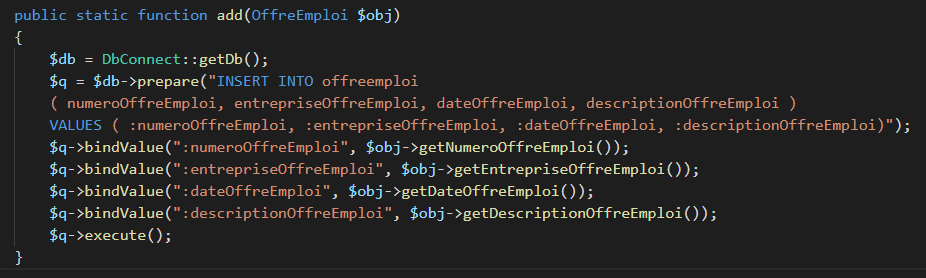 public static function add(OffreEmploi $obj)
{
$db = DbConnect::getDb();
$q = $db->prepare("INSERT INTO offreemploi
( numeroOffreEmploi, entrepriseOffreEmploi, dateOffreEmploi, descriptionOffreEmploi )
VALUES ( :numeroOffreEmploi, :entrepriseOffreEmploi, :dateOffreEmploi, :descriptionOffreEmploi)");
$q->bindValue(":numeroOffreEmploi", $obj->getNumeroOffreEmploi());
$q->bindValue(":entrepriseOffreEmploi", $obj->getEntrepriseOffreEmploi());
$q->bindValue(":dateOffreEmploi", $obj->getDateOffreEmploi());
$q->bindValue(":descriptionOffreEmploi", $obj->getDescriptionOffreEmploi());
$q->execute();
}